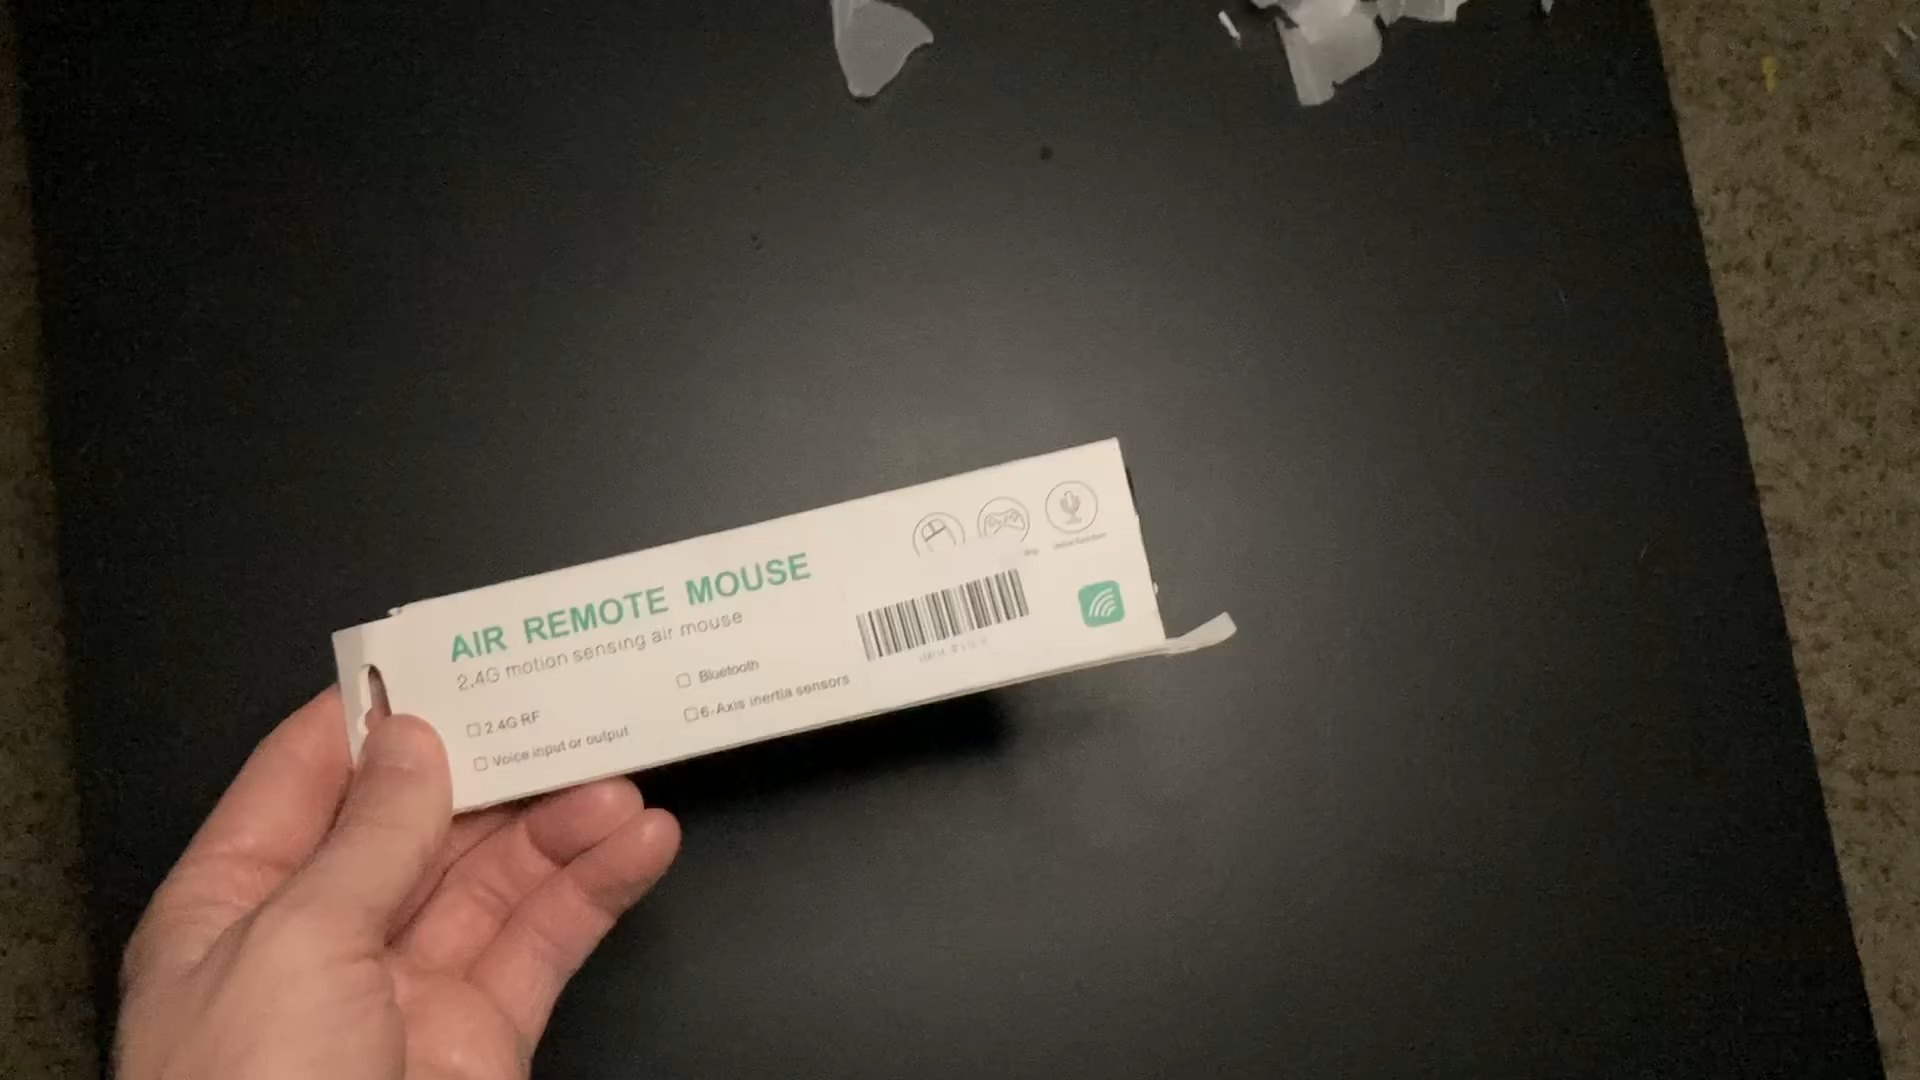 AIR REMOTE MOUSE
2.4G motion sensing air mouse
2.4G RF
Bluetooth
Voice input or output
6-Axis inertia sensors